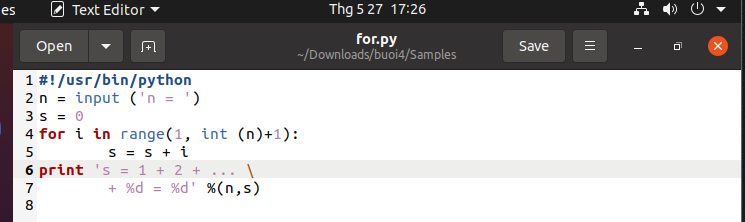 es Text Editor Thg 5 27 17:26
Open for.py Save
~/Downloads/buoi4/Samples
1 #!/usr/bin/python
2 n = input ('n = ')
3 s = 0
4 for i in range(1, int (n)+1):
5         s = s + i
6 print 's = 1 + 2 + ... \
7         + %d = %d' %(n,s)
8